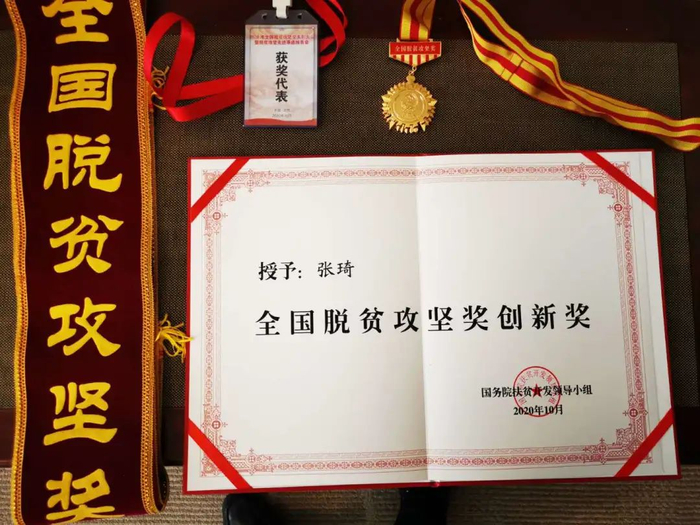 全国脱贫攻坚奖
获奖代表
全国脱贫攻坚奖
授予：张琦
全国脱贫攻坚奖创新奖
国务院扶贫开发领导小组
2020年10月